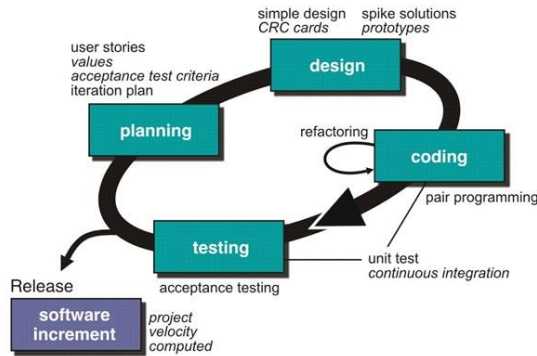 simple design
CRC cards
spike solutions
prototypes
design
user stories
values
acceptance test criteria
iteration plan
planning
refactoring
coding
pair programming
testing
acceptance testing
unit test
continuous integration
Release
software
increment
project
velocity
computed